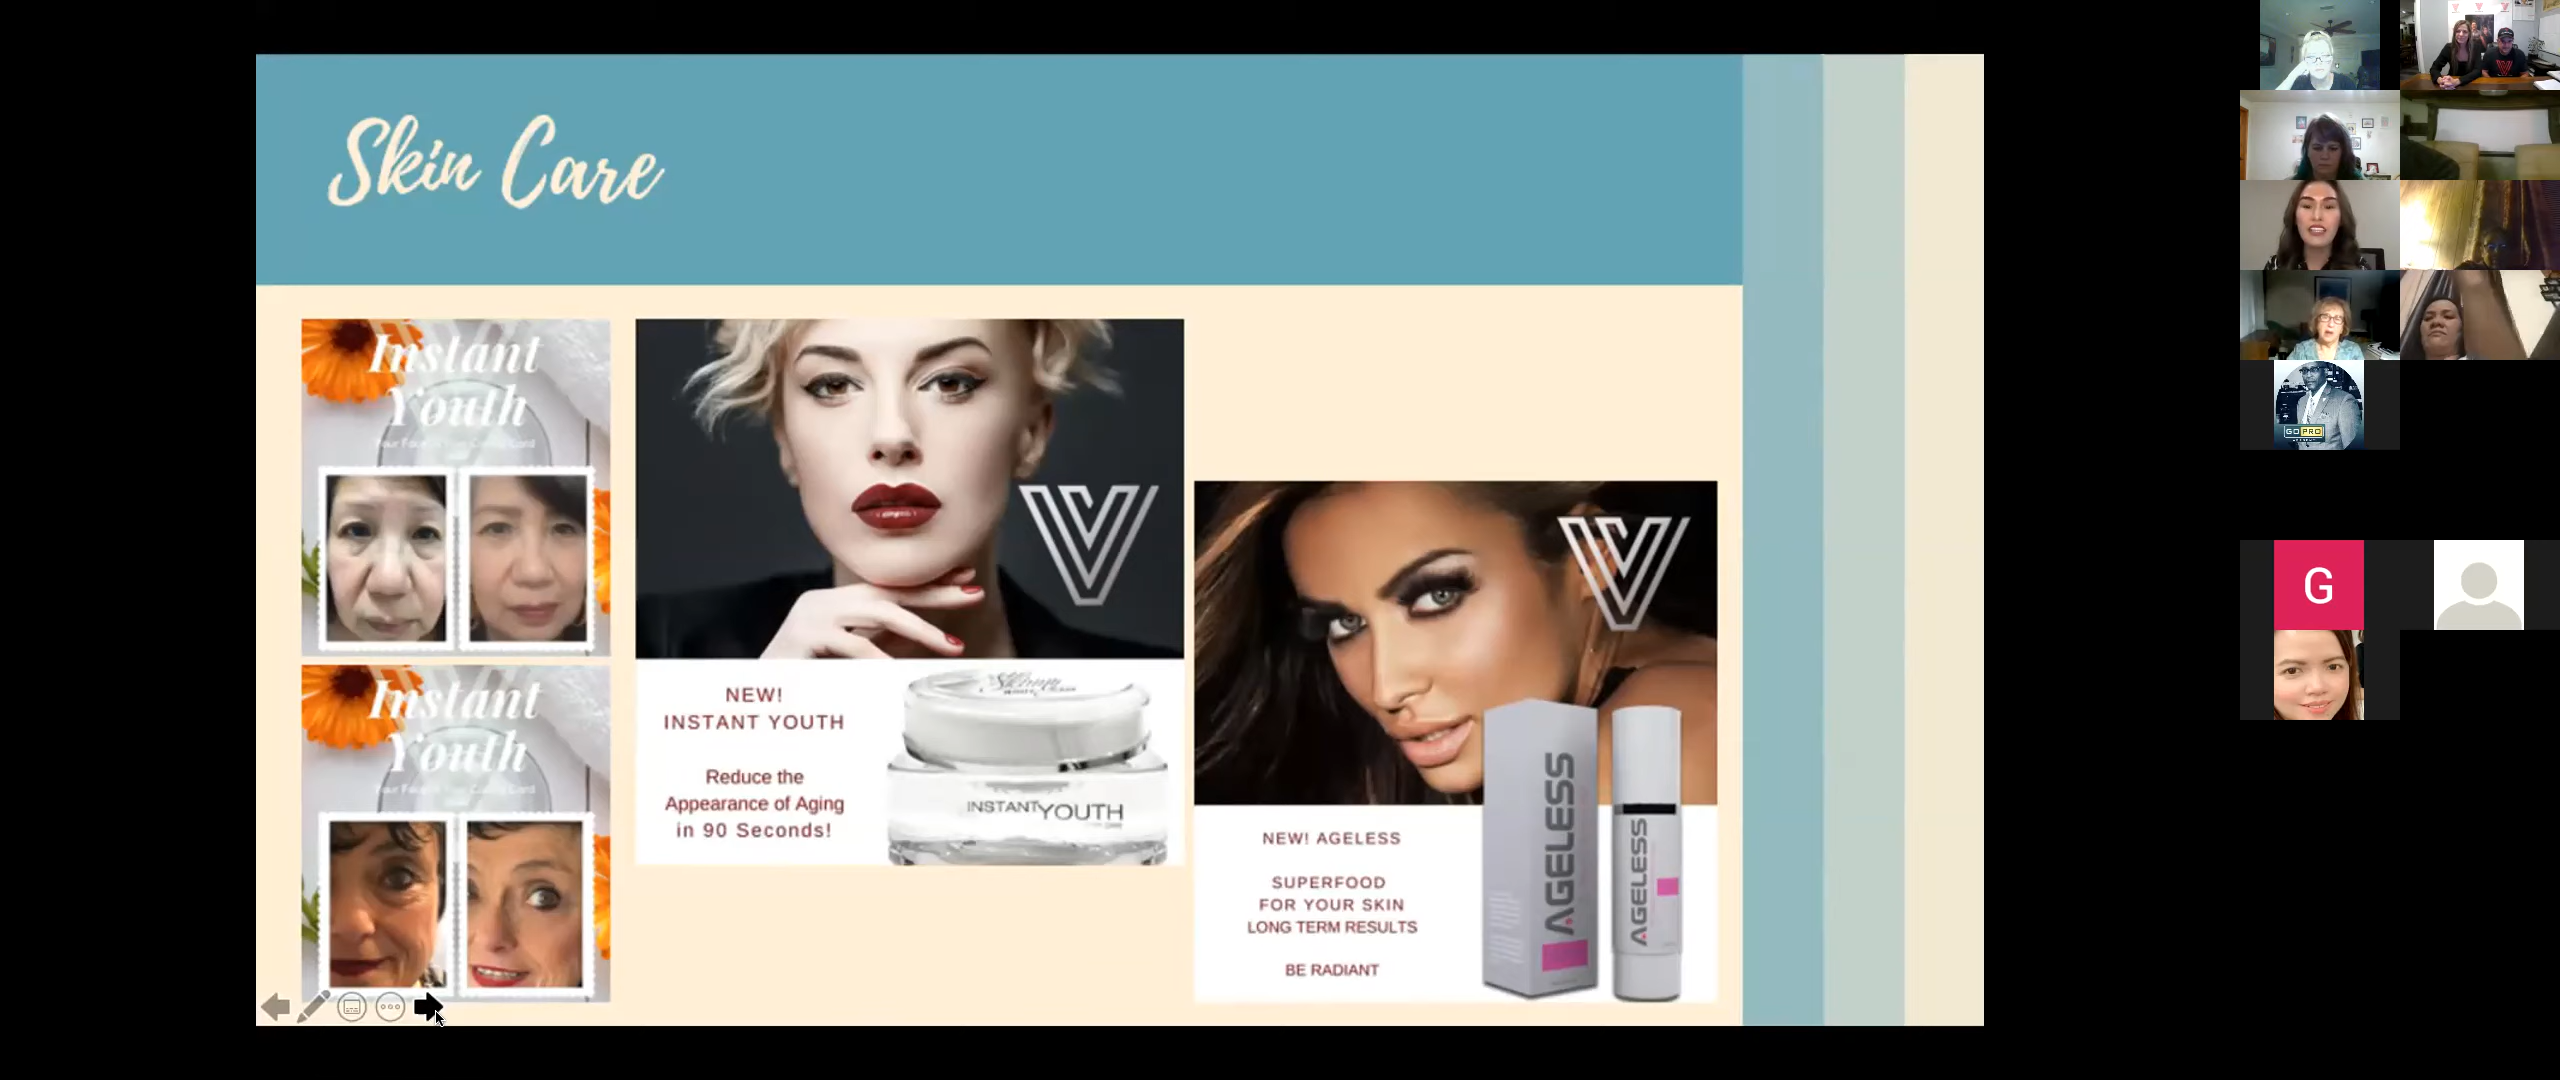 Skin Care
Instant
Youth
Instant
Youth
NEW!
INSTANT YOUTH
Reduce the
Appearance of Aging
in 90 Seconds!
INSTANTYOUTH
NEW! AGELESS
SUPERFOOD
FOR YOUR SKIN
LONG TERM RESULTS
BE RADIANT
AGELESS
AGELESS
GOPRO
G